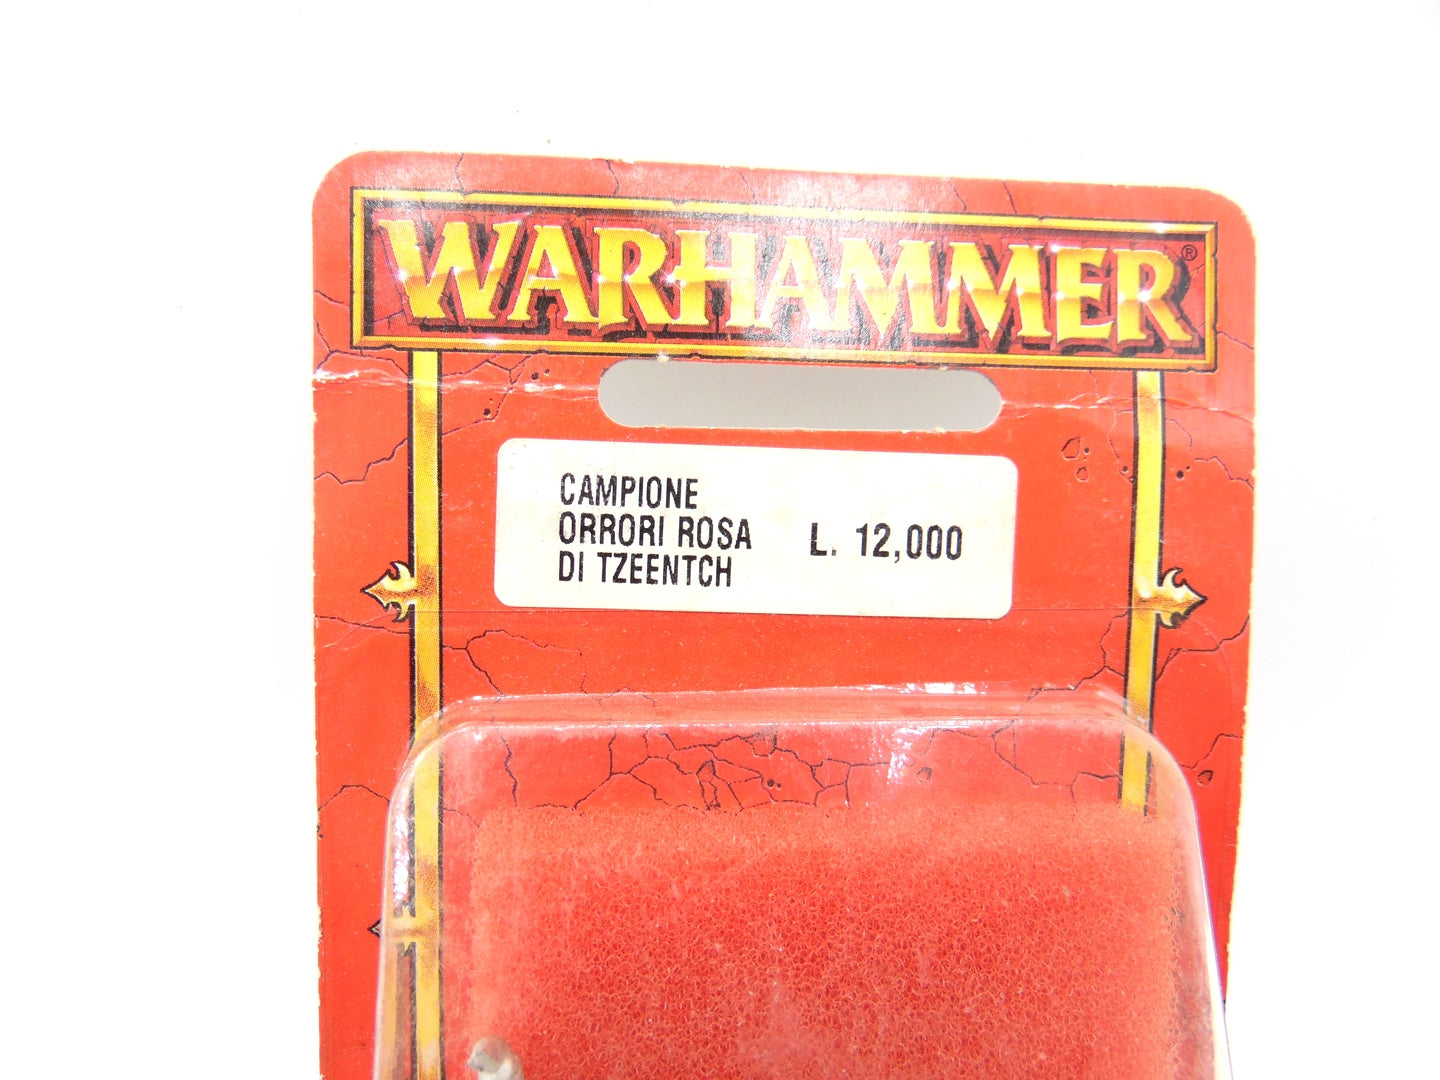 WARHAMMER®
CAMPIONE
ORRORI ROSA L. 12,000
DI TZEENTCH